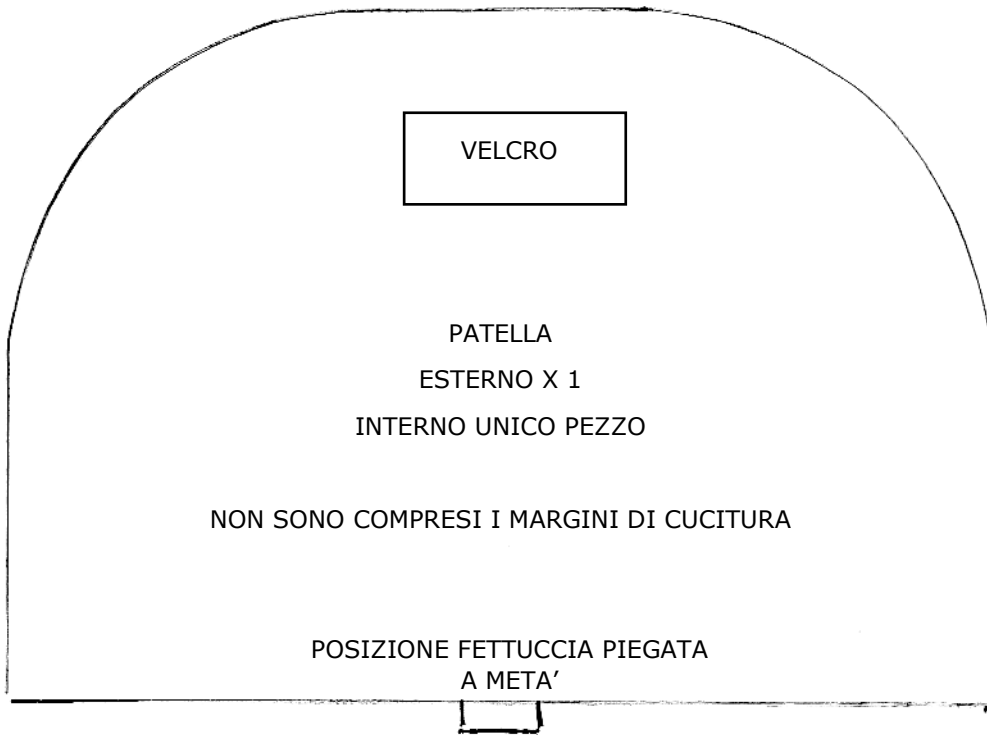 VELCRO
PATELLA
ESTERNO X 1
INTERNO UNICO PEZZO
NON SONO COMPRESI I MARGINI DI CUCITURA
POSIZIONE FETTUCCIA PIEGATA
A META’